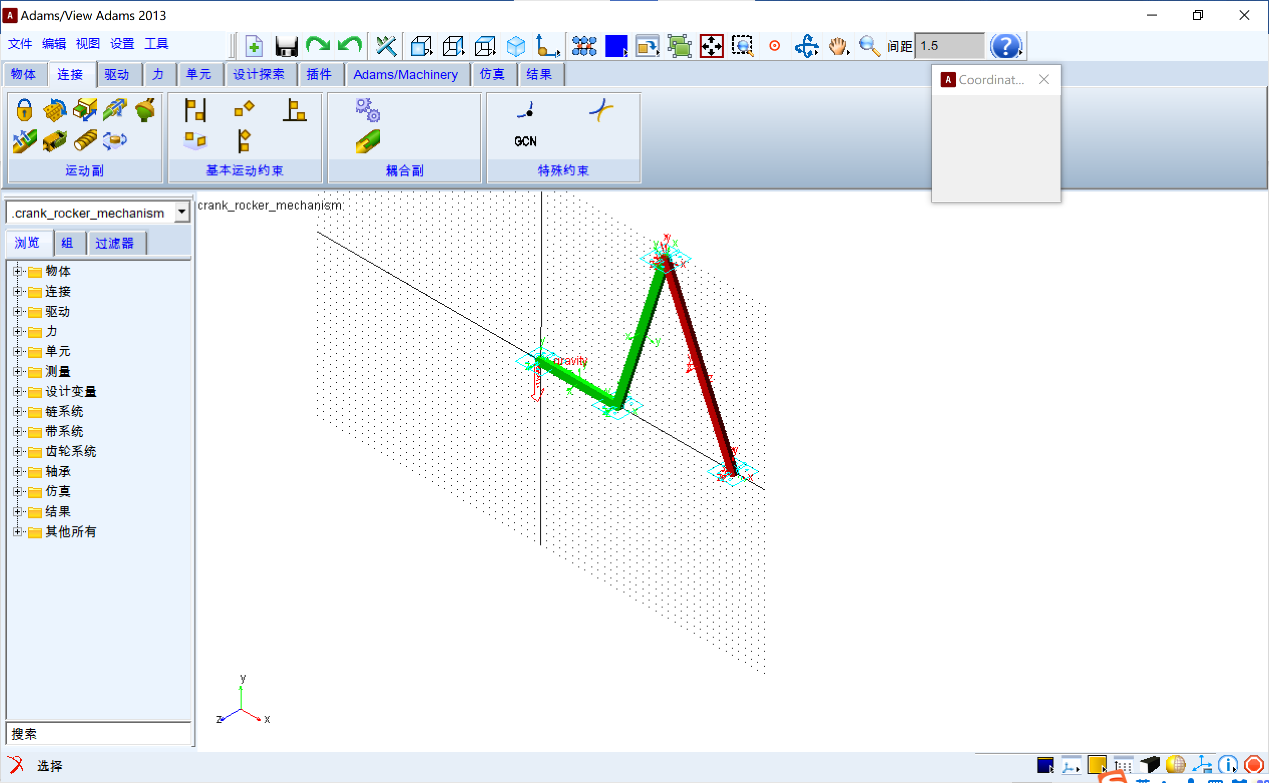 Adams/View Adams 2013
文件 编辑 视图 设置 工具
间距 1.5
物体 连接 驱动 力 单元 设计探索 插件 Adams/Machinery 仿真 结果
Coordinat...
GCN
运动副 基本运动约束 耦合副 特殊约束
.crank_rocker_mechanism
crank_rocker_mechanism
浏览 组 过滤器
物体
连接
驱动
力
单元
测量
设计变量
链系统
带系统
齿轮系统
轴承
仿真
结果
其他所有
gravity
y
z x
搜索
选择